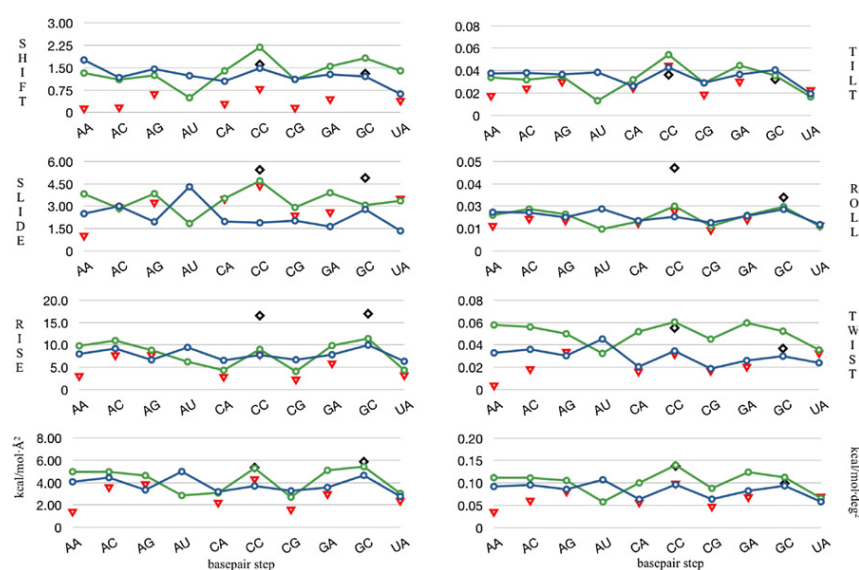 SHIFT
3.00
2.25
1.50
0.75
0
AA AC AG AU CA CC CG GA GC UA
TILT
0.08
0.06
0.04
0.02
0
AA AC AG AU CA CC CG GA GC UA
SLIDE
6.00
4.50
3.00
1.50
0
AA AC AG AU CA CC CG GA GC UA
ROLL
0.05
0.04
0.03
0.01
0
AA AC AG AU CA CC CG GA GC UA
RISE
20.0
15.0
10.0
5.0
0
AA AC AG AU CA CC CG GA GC UA
TWIST
0.08
0.06
0.04
0.02
0
AA AC AG AU CA CC CG GA GC UA
kcal/mol·Å²
8.00
6.00
4.00
2.00
0
AA AC AG AU CA CC CG GA GC UA
basepair step
kcal/mol·deg²
0.20
0.15
0.10
0.05
0
AA AC AG AU CA CC CG GA GC UA
basepair step